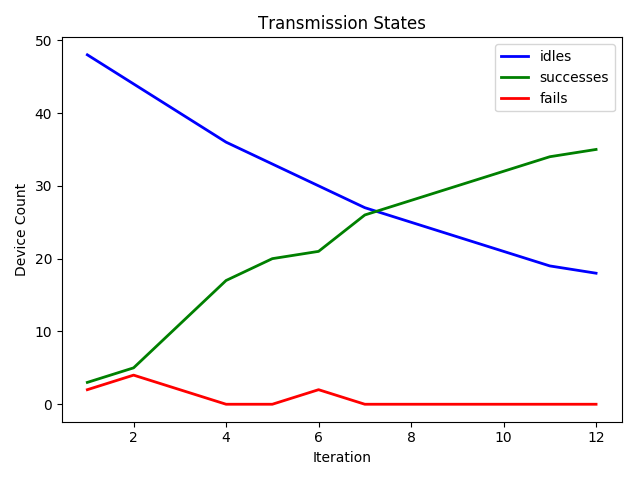 Transmission States
idles
successes
fails
Device Count
50
40
30
20
10
0
2 4 6 8 10 12
Iteration